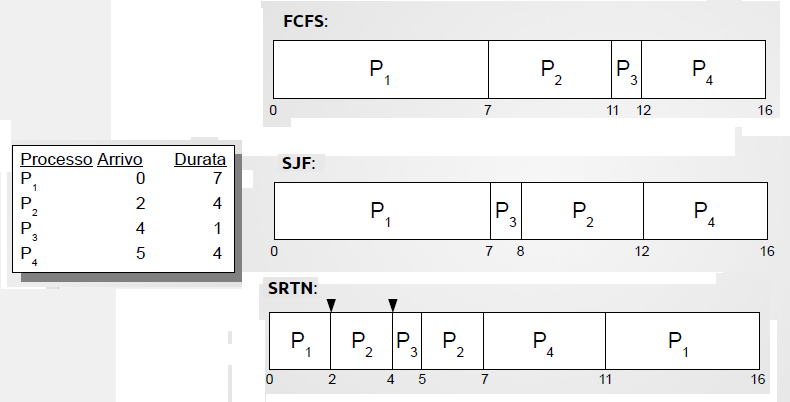 FCFS:
P1 P2 P3 P4
0 7 11 12 16
Processo Arrivo Durata
P1 0 7
P2 2 4
P3 4 1
P4 5 4
SJF:
P1 P3 P2 P4
0 7 8 12 16
SRTN:
P1 P2 P3 P2 P4 P1
0 2 4 5 7 11 16